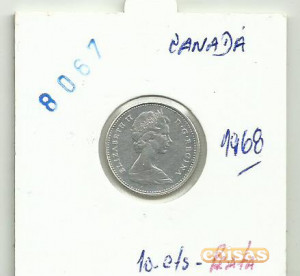 8067
CANADÁ
ELIZABETH II D·G·REGINA
1968
10-cts-Prata
coisas